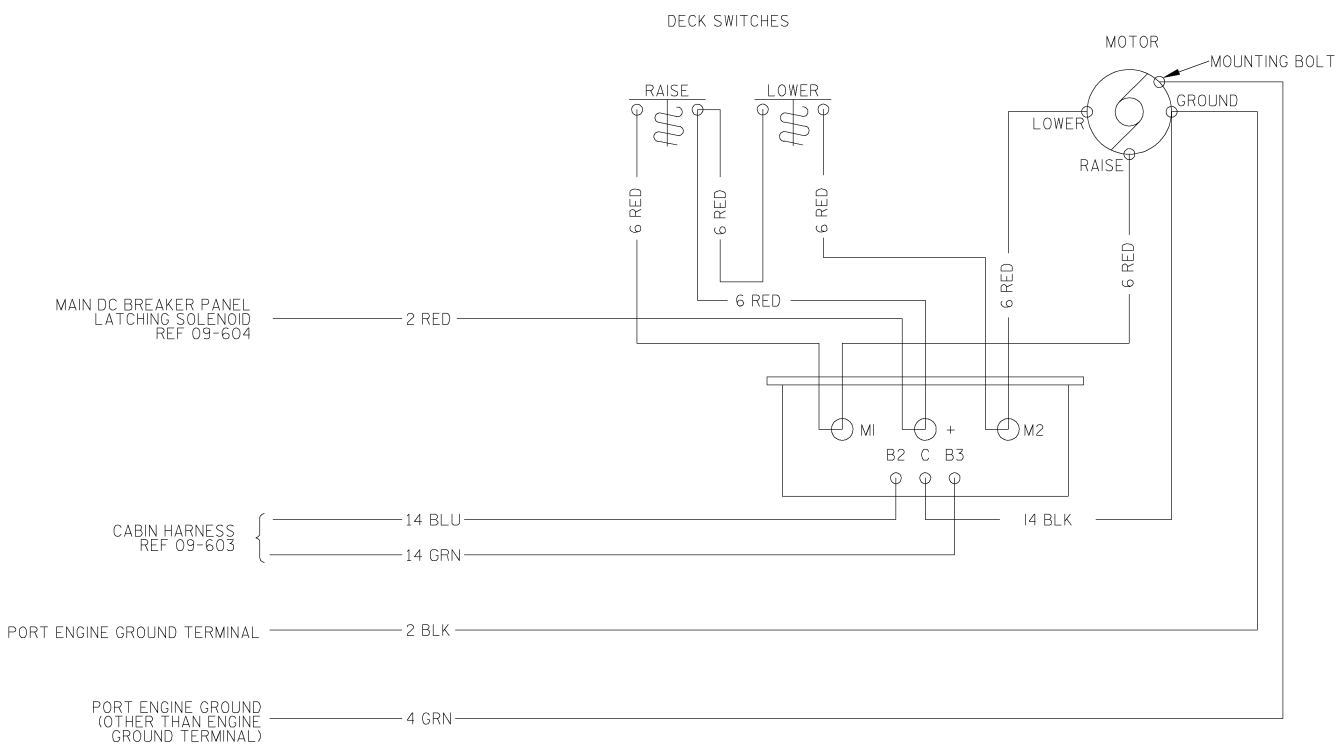 DECK SWITCHES
MOTOR
MOUNTING BOLT
RAISE
LOWER
GROUND
LOWER
RAISE
6 RED
6 RED
6 RED
6 RED
6 RED
6 RED
MAIN DC BREAKER PANEL
LATCHING SOLENOID
REF 09-604
2 RED
M1
+
M2
B2
C
B3
CABIN HARNESS
REF 09-603
14 BLU
14 BLK
14 GRN
PORT ENGINE GROUND TERMINAL
2 BLK
PORT ENGINE GROUND
(OTHER THAN ENGINE
GROUND TERMINAL)
4 GRN